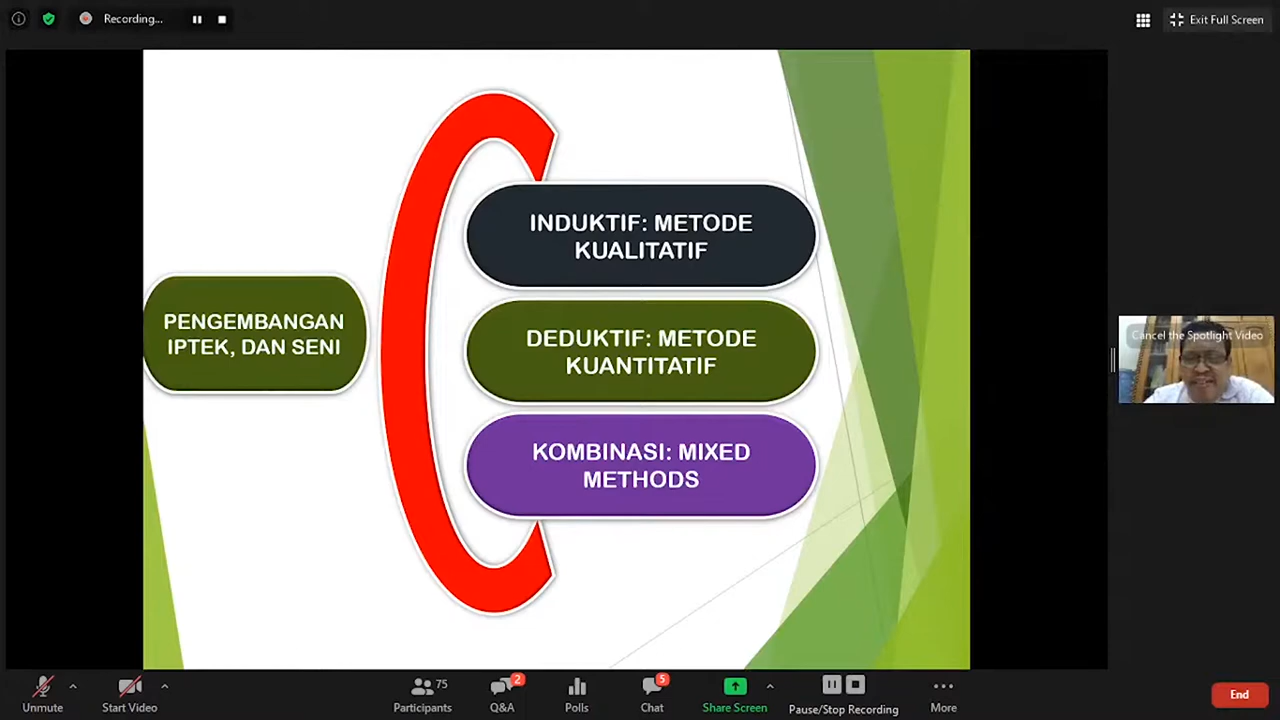 Recording...
Exit Full Screen
INDUKTIF: METODE
KUALITATIF
PENGEMBANGAN
IPTEK, DAN SENI
DEDUKTIF: METODE
KUANTITATIF
KOMBINASI: MIXED
METHODS
Cancel the Spotlight Video
Unmute
Start Video
75
Participants
2
Q&A
Polls
5
Chat
Share Screen
Pause/Stop Recording
More
End